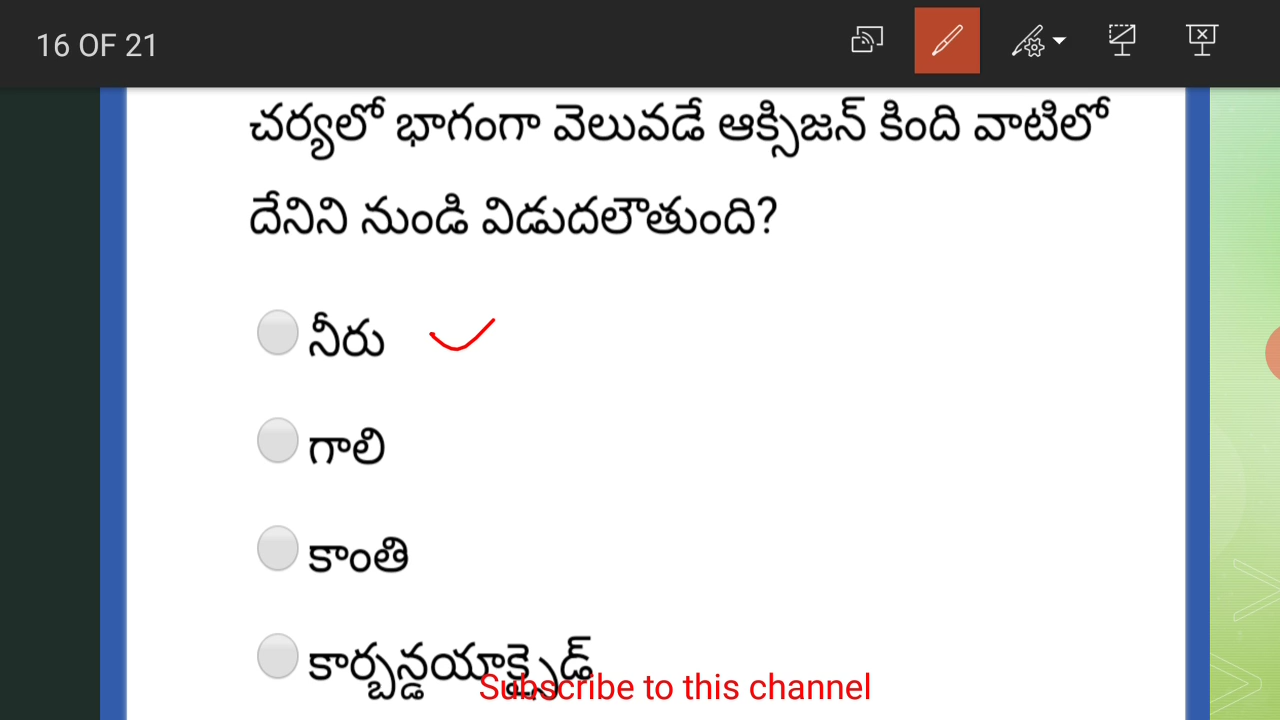 16 OF 21
చర్యలో భాగంగా వెలువడే ఆక్సిజన్ కింది వాటిలో
దేనిని నుండి విడుదలౌతుంది?
నీరు
గాలి
కాంతి
కార్బన్డయాక్సైడ్
Subscribe to this channel